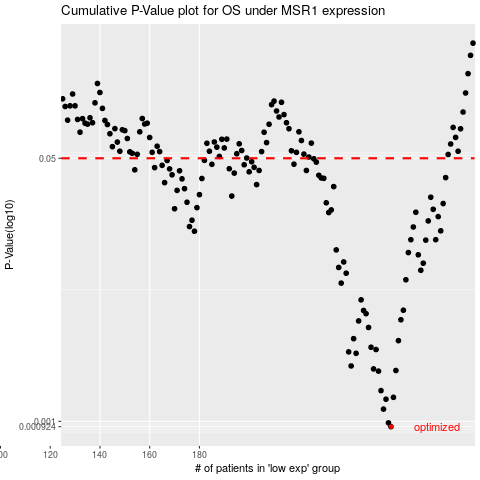 Cumulative P-Value plot for OS under MSR1 expression
P-Value(log10)
0.05
0.001
0.000924
optimized
00 120 140 160 180
# of patients in 'low exp' group